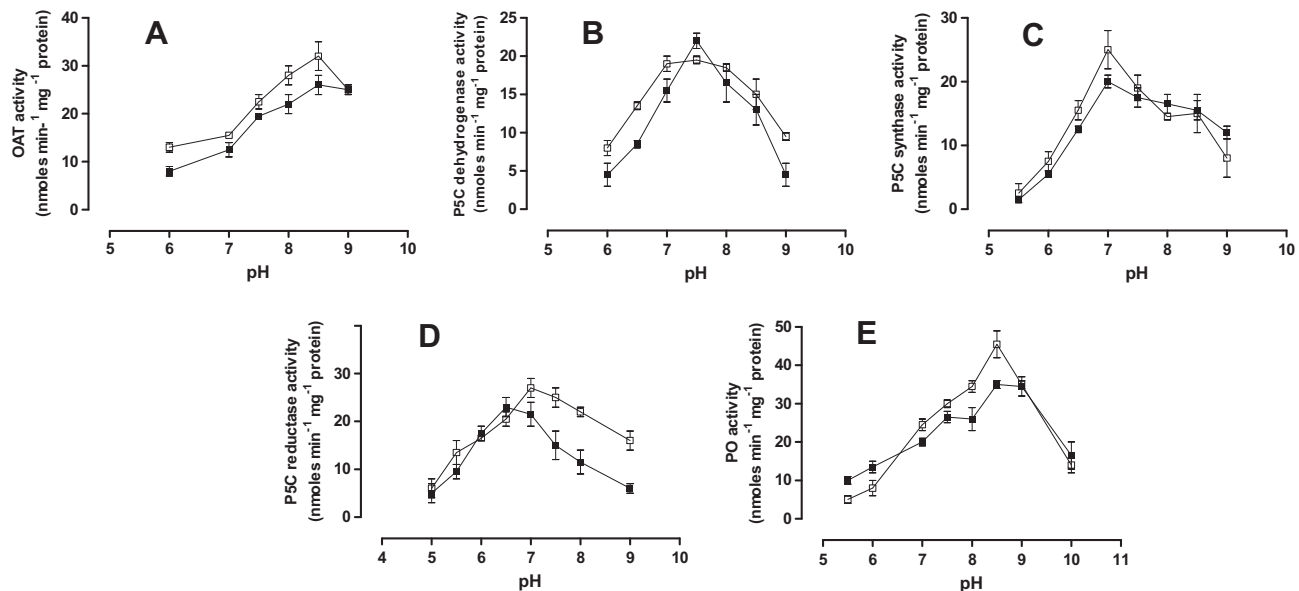 A
OAT activity
(nmoles min-¹ mg⁻¹ protein)
40
30
20
10
0
5 6 7 8 9 10
pH
B
P5C dehydrogenase activity
(nmoles min⁻¹ mg⁻¹ protein)
25
20
15
10
5
0
5 6 7 8 9 10
pH
C
P5C synthase activity
(nmoles min⁻¹ mg⁻¹ protein)
30
20
10
0
5 6 7 8 9 10
pH
D
P5C reductase activity
(nmoles min⁻¹ mg⁻¹ protein)
30
20
10
0
4 5 6 7 8 9 10
pH
E
PO activity
(nmoles min⁻¹ mg⁻¹ protein)
50
40
30
20
10
0
5 6 7 8 9 10 11
pH